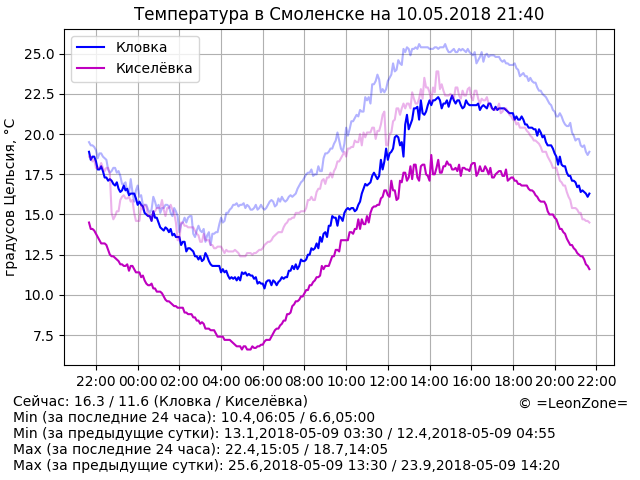 Температура в Смоленске на 10.05.2018 21:40
Кловка
Киселёвка
градусов Цельсия, °C
25.0
22.5
20.0
17.5
15.0
12.5
10.0
7.5
22:00 00:00 02:00 04:00 06:00 08:00 10:00 12:00 14:00 16:00 18:00 20:00 22:00
Сейчас: 16.3 / 11.6 (Кловка / Киселёвка)
© =LeonZone=
Min (за последние 24 часа): 10.4,06:05 / 6.6,05:00
Min (за предыдущие сутки): 13.1,2018-05-09 03:30 / 12.4,2018-05-09 04:55
Max (за последние 24 часа): 22.4,15:05 / 18.7,14:05
Max (за предыдущие сутки): 25.6,2018-05-09 13:30 / 23.9,2018-05-09 14:20